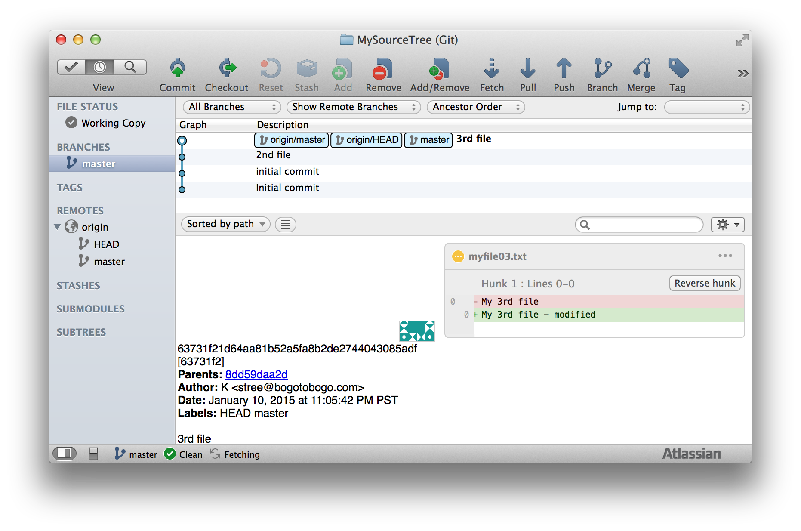 MySourceTree (Git)
View
Commit
Checkout
Reset
Stash
Add
Remove
Add/Remove
Fetch
Pull
Push
Branch
Merge
Tag
FILE STATUS
Working Copy
BRANCHES
master
TAGS
REMOTES
origin
HEAD
master
STASHES
SUBMODULES
SUBTREES
All Branches
Show Remote Branches
Ancestor Order
Jump to:
Graph
Description
origin/master origin/HEAD master 3rd file
2nd file
initial commit
Initial commit
Sorted by path
myfile03.txt
Hunk 1 : Lines 0-0
Reverse hunk
0 - My 3rd file
0 + My 3rd file - modified
63731f21d64aa81b52a5fa8b2de2744043085adf
[63731f2]
Parents: 8dd59daa2d
Author: K <stree@bogotobogo.com>
Date: January 10, 2015 at 11:05:42 PM PST
Labels: HEAD master
3rd file
master Clean Fetching
Atlassian